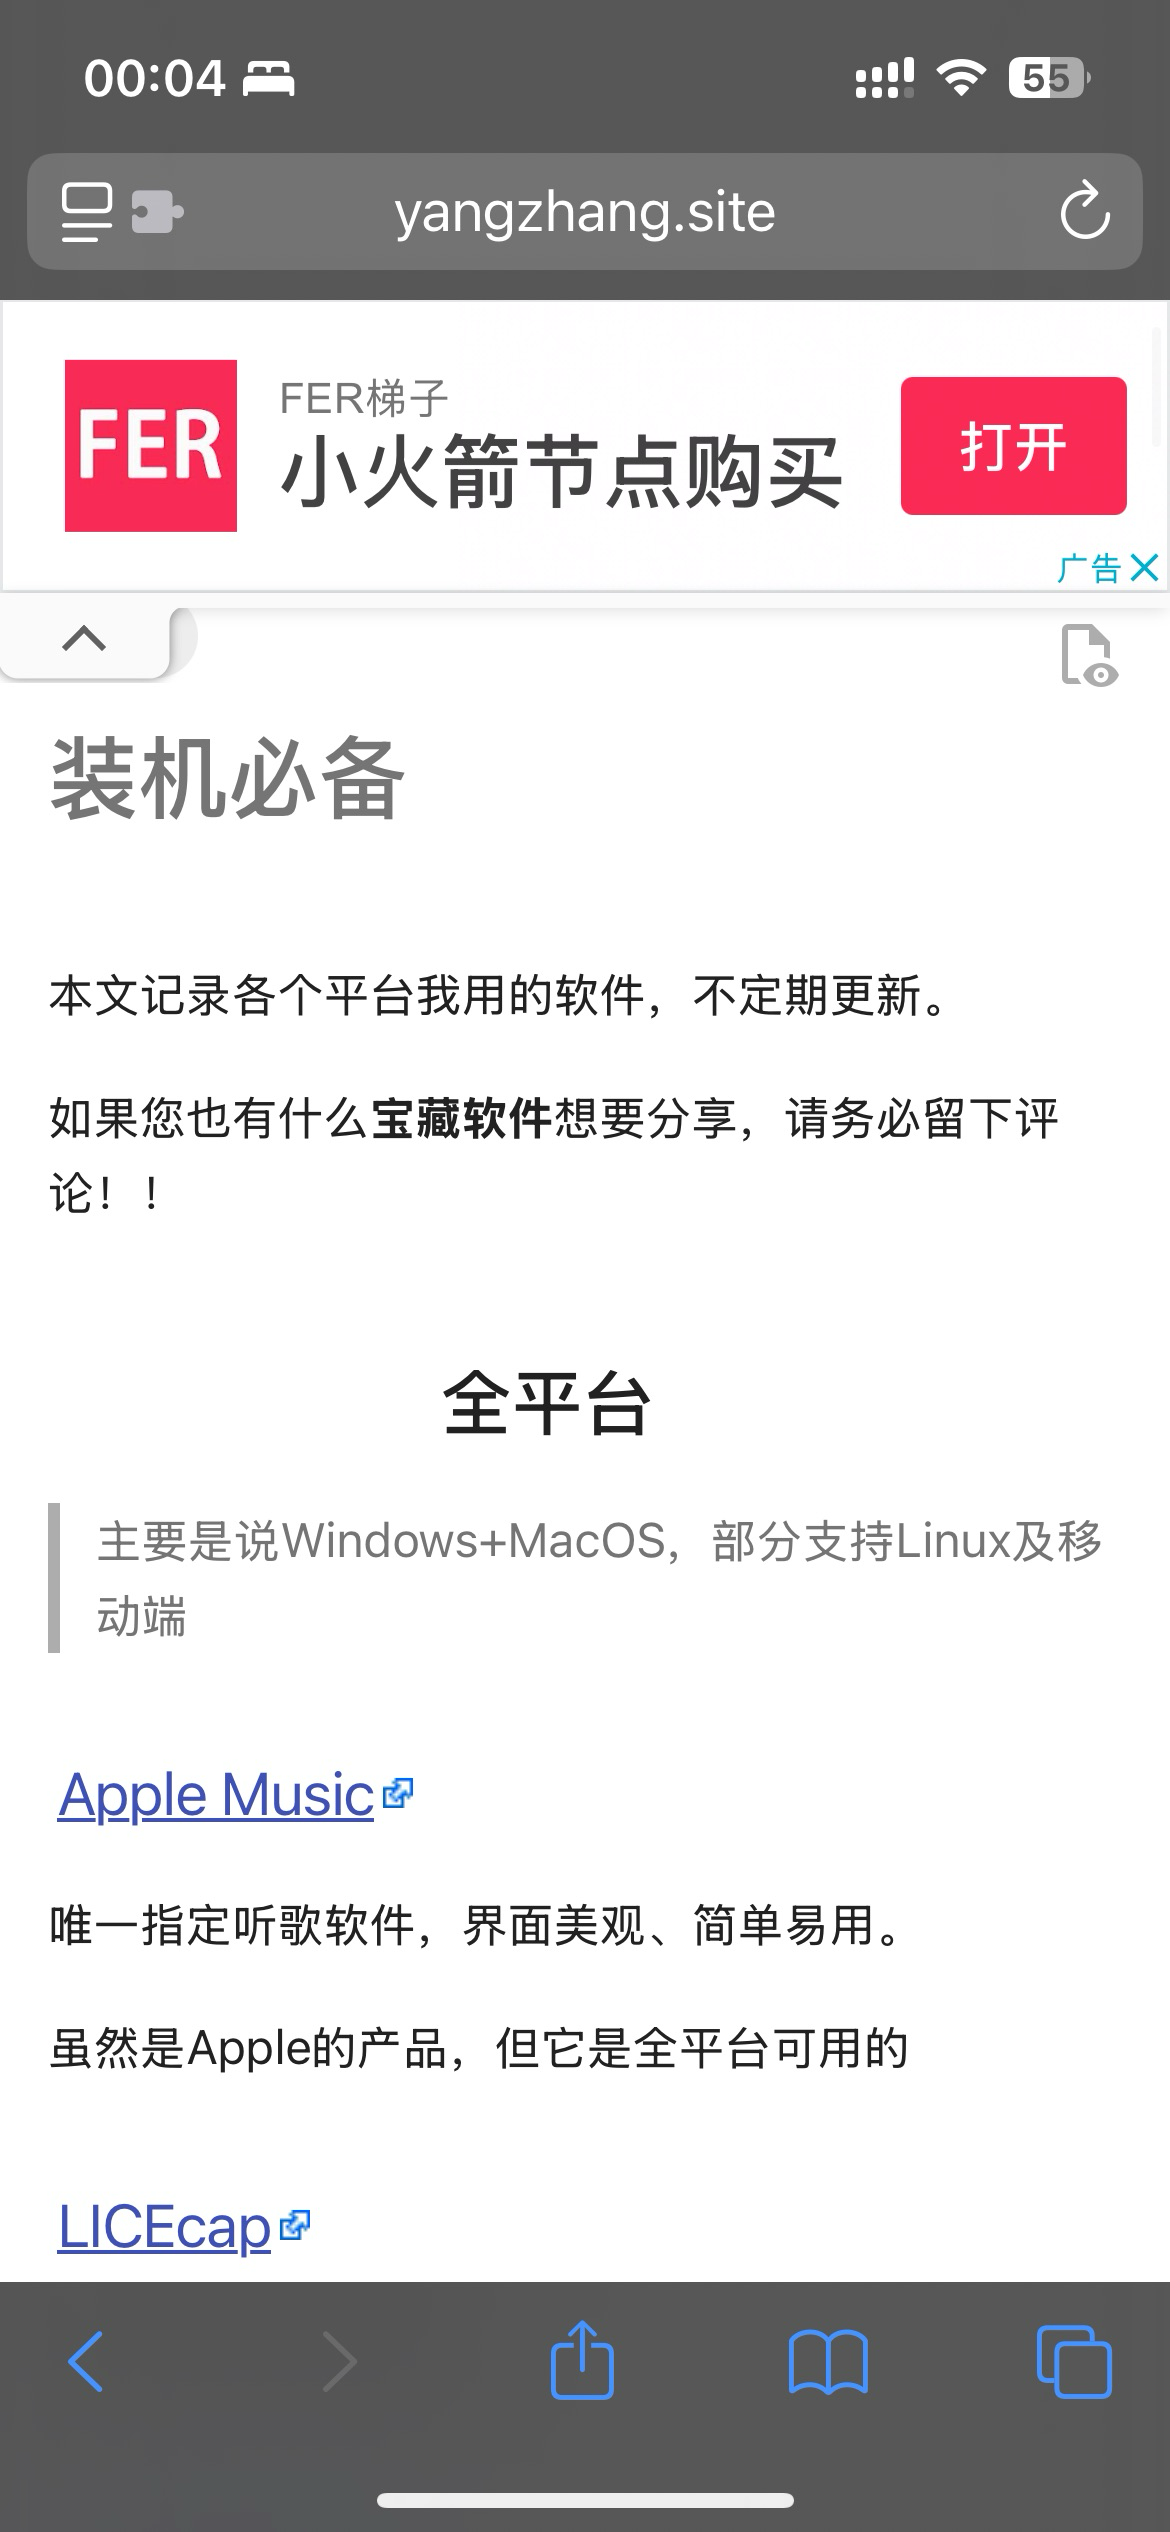 00:04
55
yangzhang.site
FER
FER梯子
小火箭节点购买
打开
广告
装机必备
本文记录各个平台我用的软件，不定期更新。
如果您也有什么宝藏软件想要分享，请务必留下评
论！！
全平台
主要是说Windows+MacOS，部分支持Linux及移
动端
Apple Music
唯一指定听歌软件，界面美观、简单易用。
虽然是Apple的产品，但它是全平台可用的
LICEcap